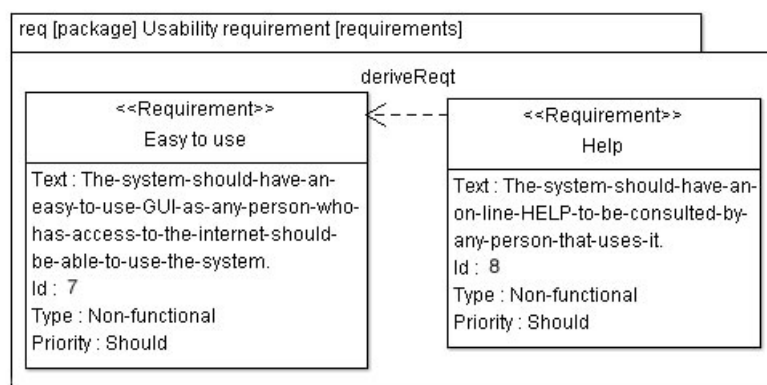 req [package] Usability requirement [requirements]
deriveReqt
<<Requirement>>
Easy to use
Text : The-system-should-have-an-
easy-to-use-GUI-as-any-person-who-
has-access-to-the-internet-should-
be-able-to-use-the-system.
Id : 7
Type : Non-functional
Priority : Should
<<Requirement>>
Help
Text : The-system-should-have-an-
on-line-HELP-to-be-consulted-by-
any-person-that-uses-it.
Id : 8
Type : Non-functional
Priority : Should